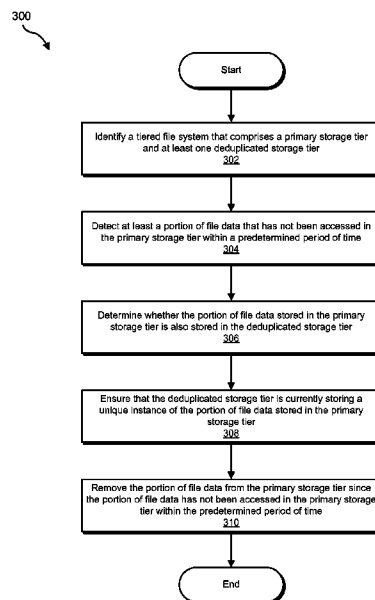 300
Start
Identify a tiered file system that comprises a primary storage tier
and at least one deduplicated storage tier
302
Detect at least a portion of file data that has not been accessed in
the primary storage tier within a predetermined period of time
304
Determine whether the portion of file data stored in the primary
storage tier is also stored in the deduplicated storage tier
306
Ensure that the deduplicated storage tier is currently storing a
unique instance of the portion of file data stored in the primary
storage tier
308
Remove the portion of file data from the primary storage tier since
the portion of file data has not been accessed in the primary storage
tier within the predetermined period of time
310
End